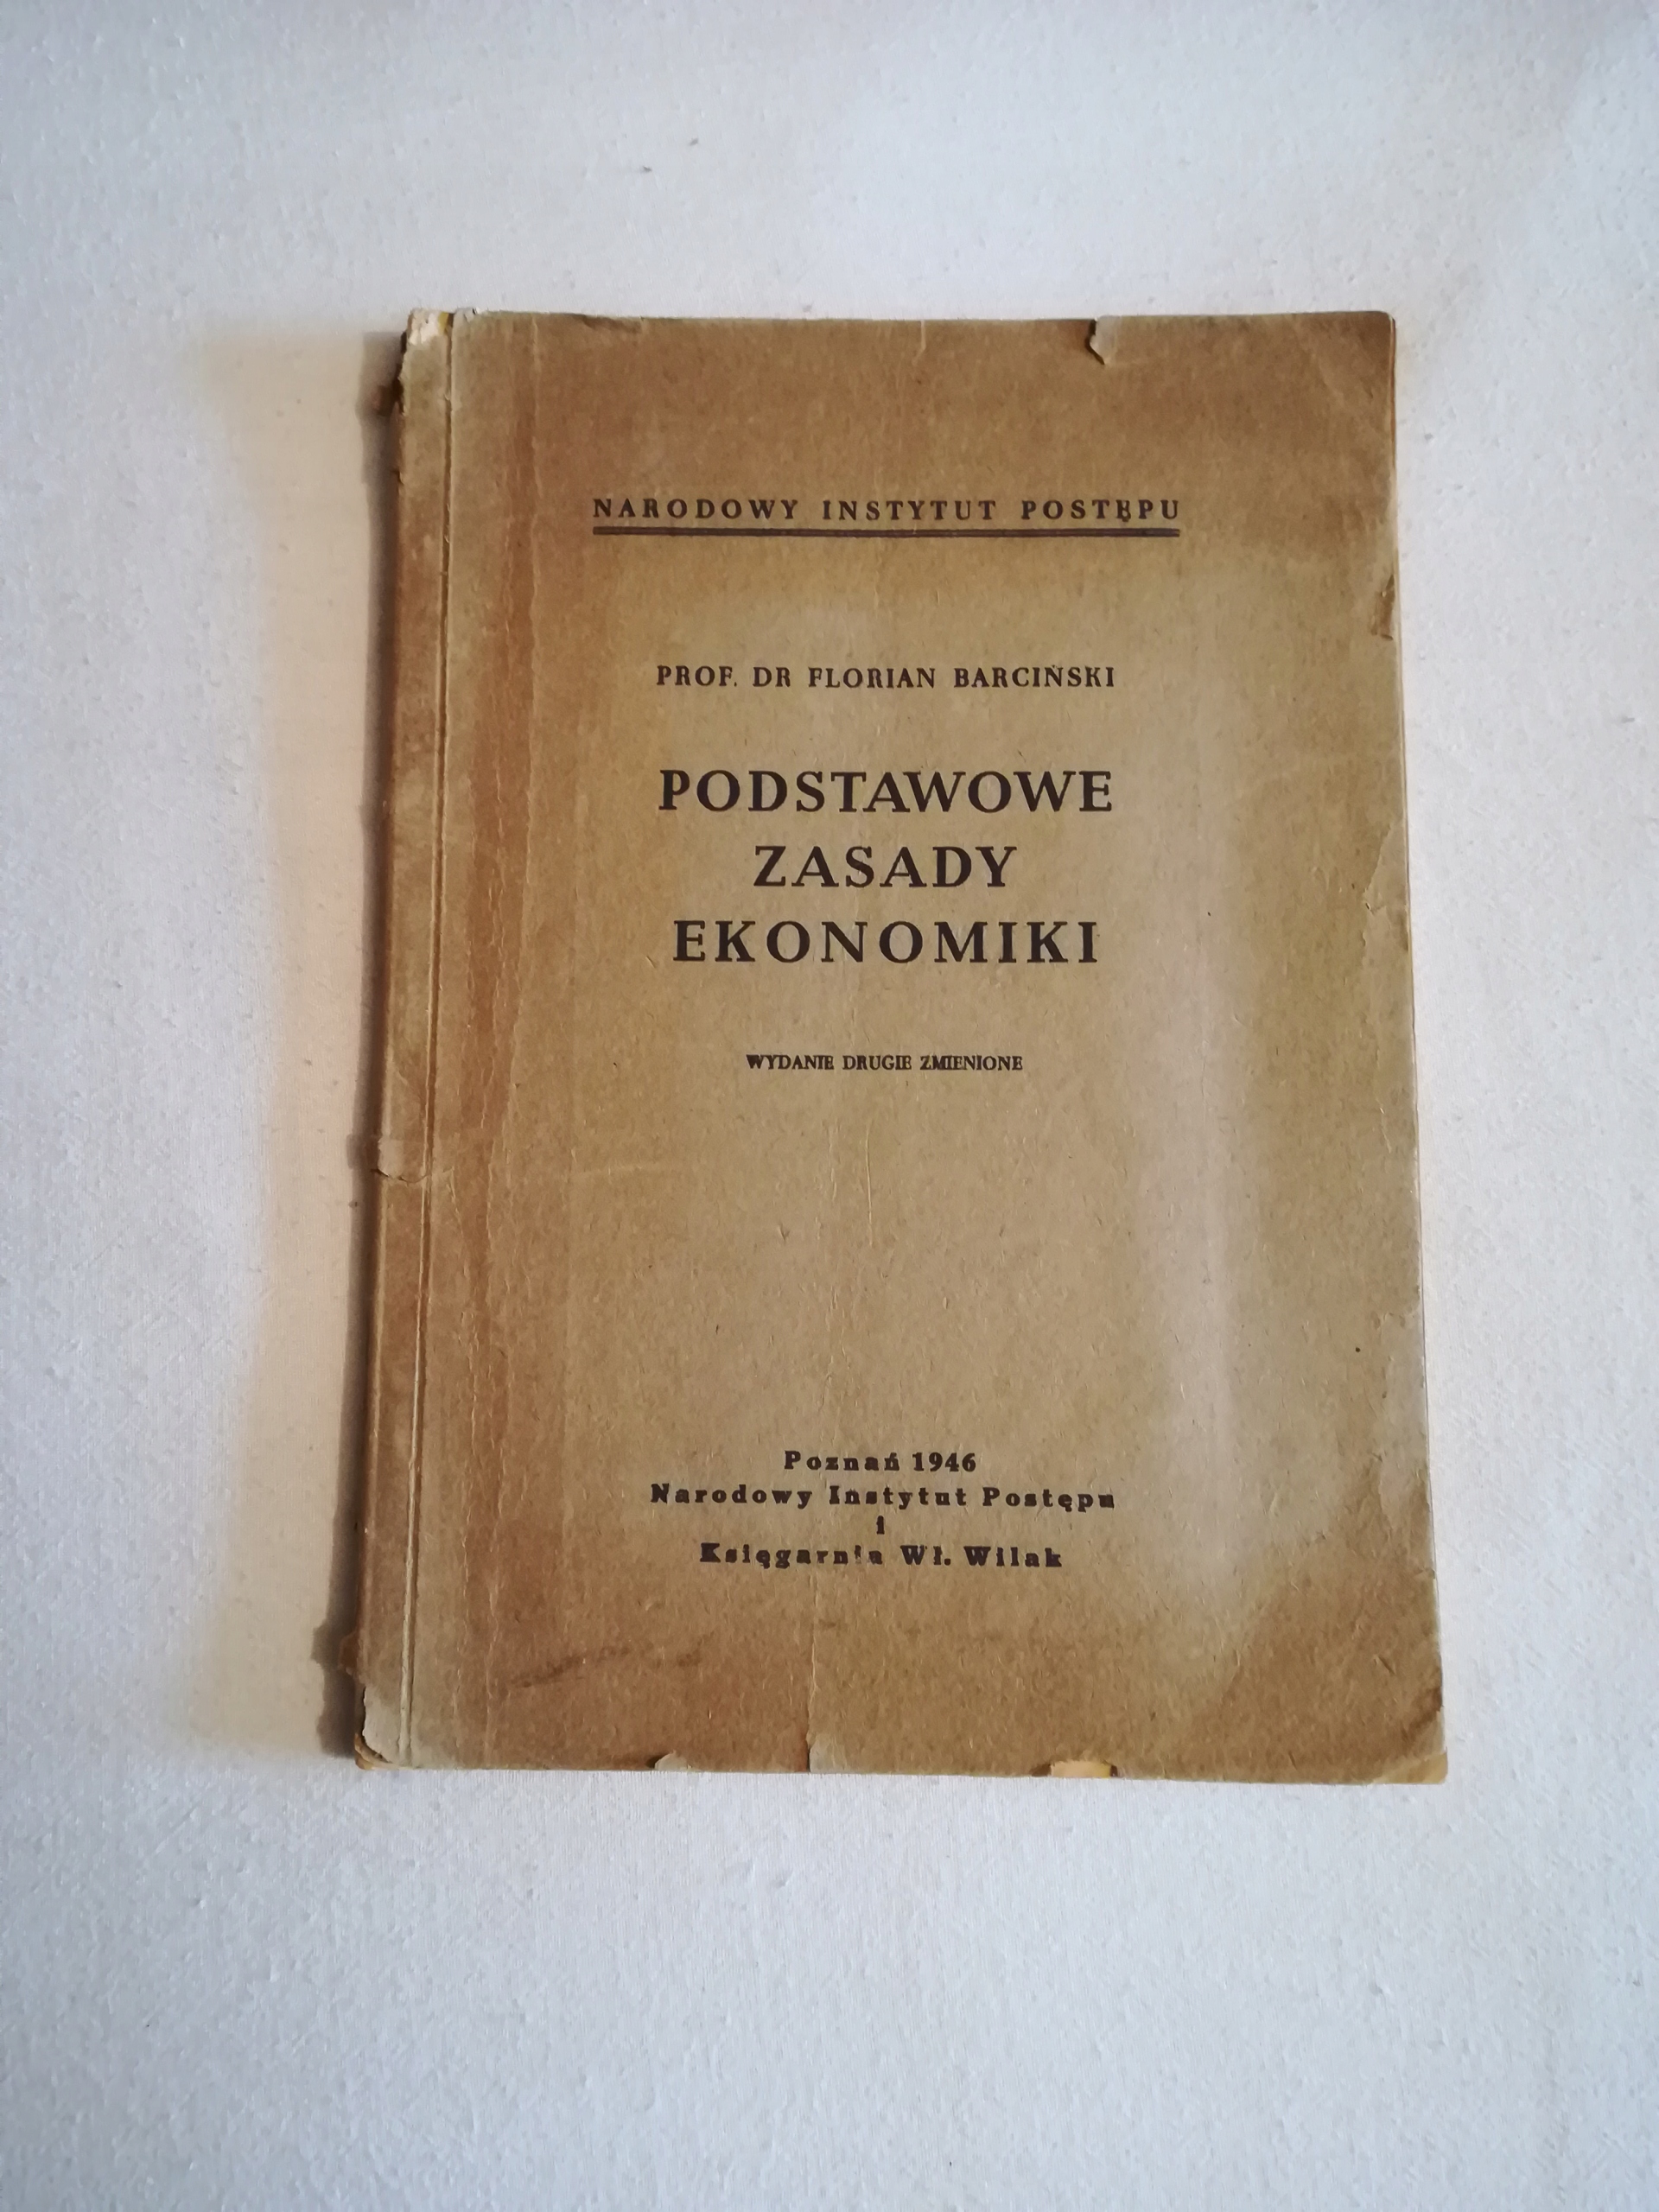 NARODOWY INSTYTUT POSTĘPU
PROF. DR FLORIAN BARCIŃSKI
PODSTAWOWE
ZASADY
EKONOMIKI
WYDANIE DRUGIE ZMIENIONE
Poznań 1946
Narodowy Instytut Postępu
i
Księgarnia Wł. Wilak